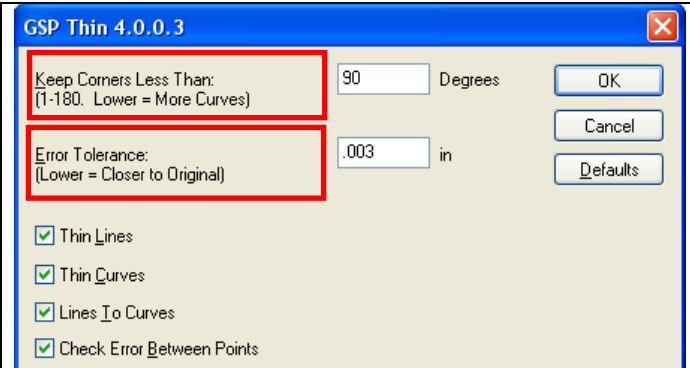 GSP Thin 4.0.0.3
Keep Corners Less Than:
(1-180. Lower = More Curves)
90 Degrees
OK
Cancel
Error Tolerance:
(Lower = Closer to Original)
.003 in
Defaults
Thin Lines
Thin Curves
Lines To Curves
Check Error Between Points